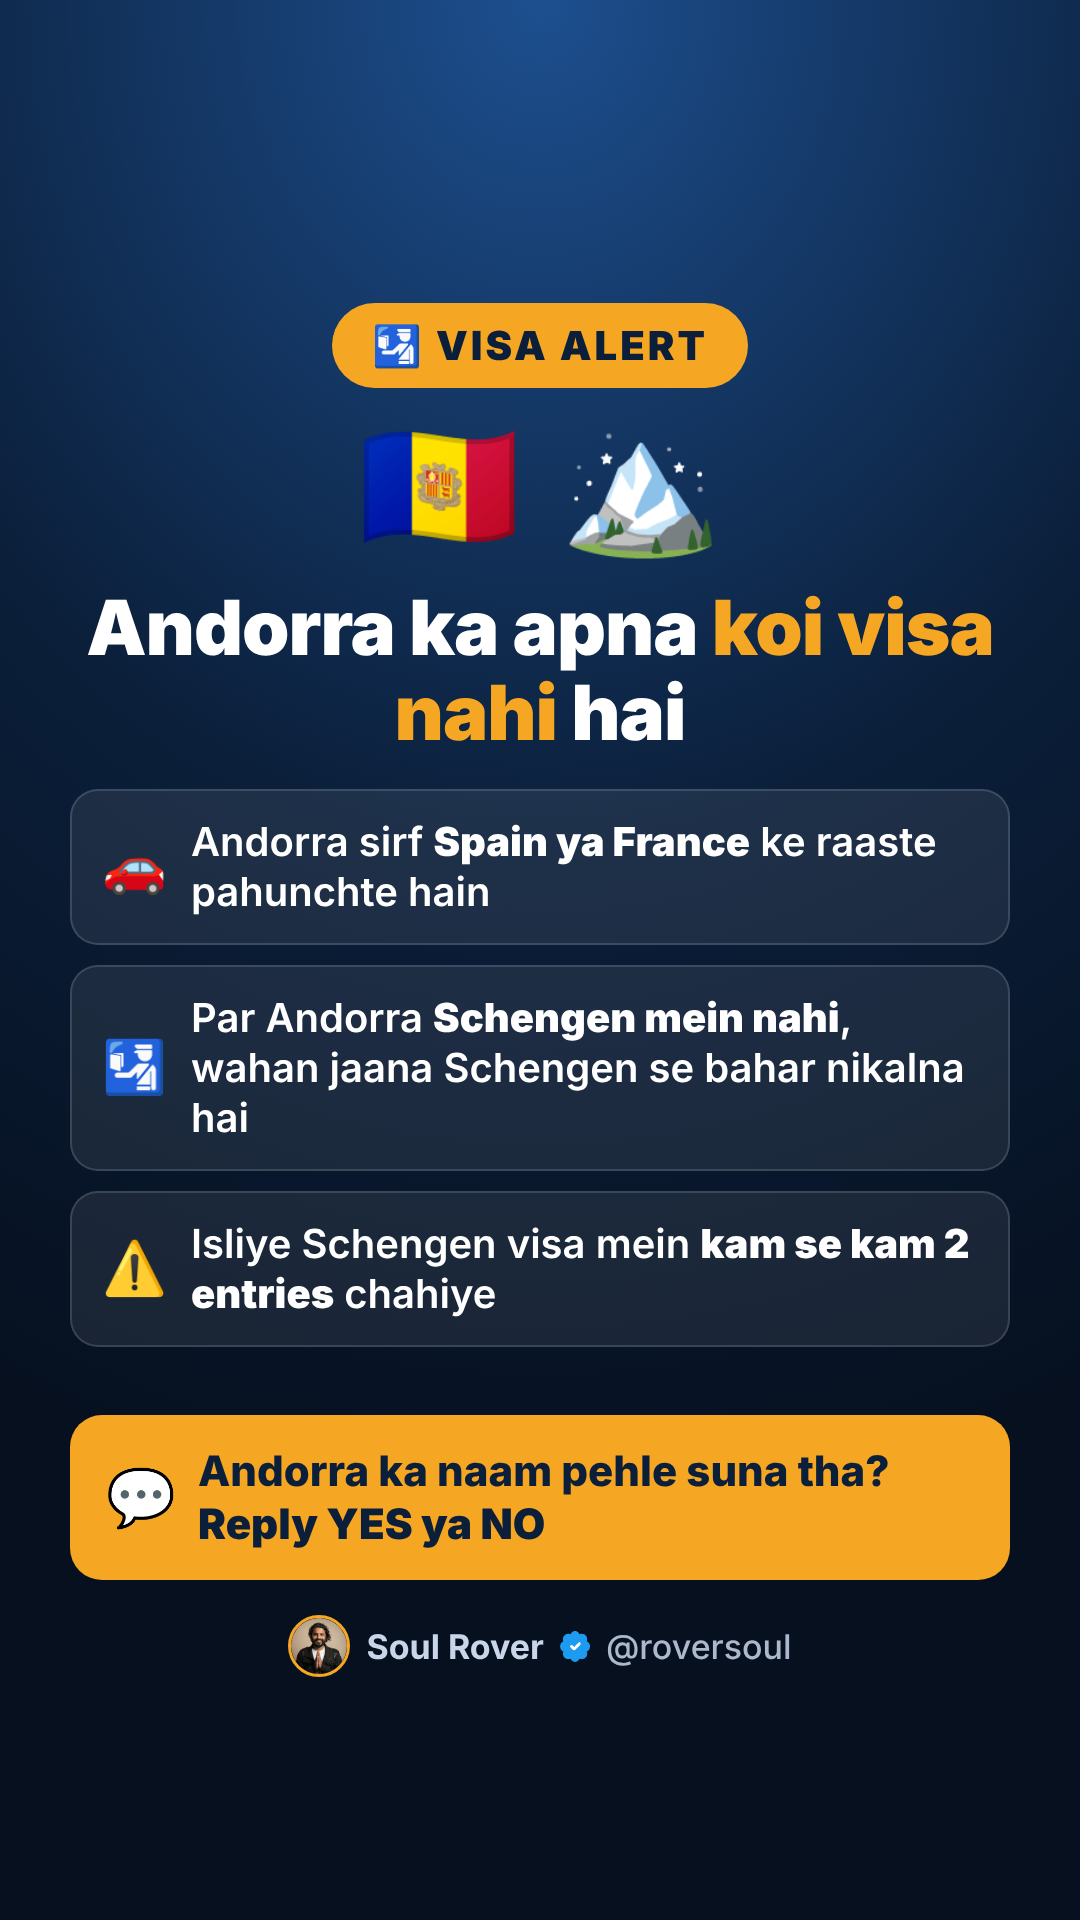 VISA ALERT
Andorra ka apna koi visa
nahi hai
Andorra sirf Spain ya France ke raaste
pahunchte hain
Par Andorra Schengen mein nahi,
wahan jaana Schengen se bahar nikalna
hai
Isliye Schengen visa mein kam se kam 2
entries chahiye
Andorra ka naam pehle suna tha?
Reply YES ya NO
Soul Rover @roversoul